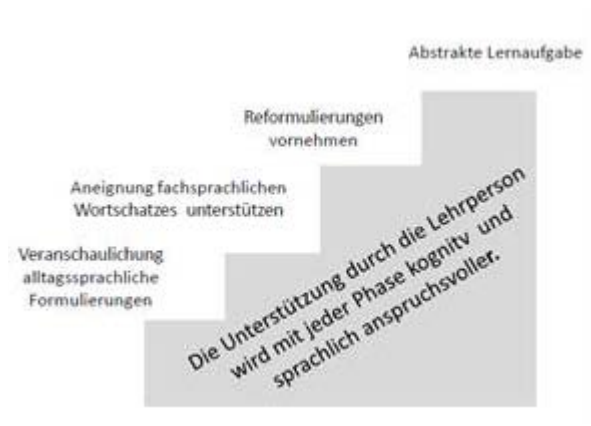 Abstrakte Lernaufgabe
Reformulierungen
vornehmen
Aneignung fachsprachlichen
Wortschatzes unterstützen
Veranschaulichung
alltagssprachliche
Formulierungen
Die Unterstützung durch die Lehrperson
wird mit jeder Phase kognitv und
sprachlich anspruchsvoller.